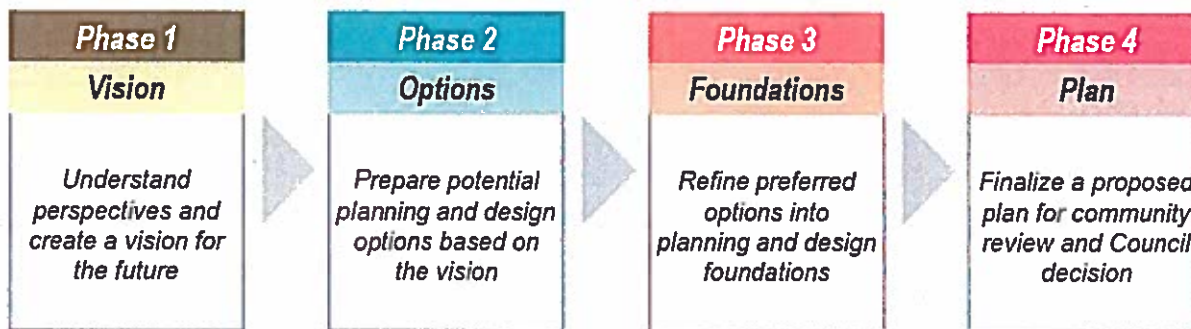 Phase 1
Vision
Understand
perspectives and
create a vision for
the future
Phase 2
Options
Prepare potential
planning and design
options based on
the vision
Phase 3
Foundations
Refine preferred
options into
planning and design
foundations
Phase 4
Plan
Finalize a proposed
plan for community
review and Council
decision